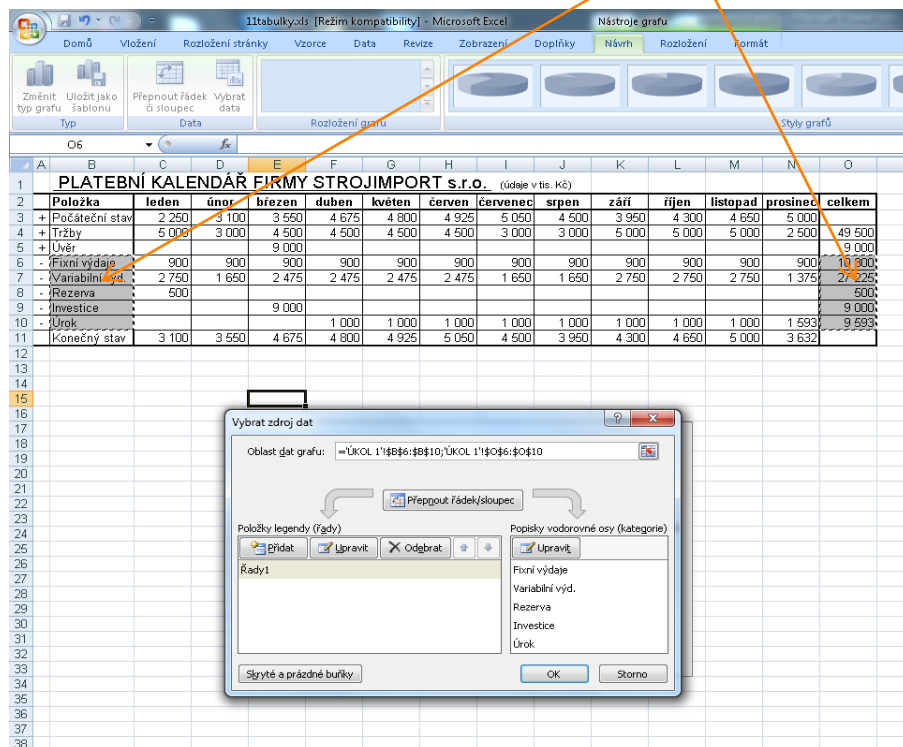 11tabulky.xls [Režim kompatibility] - Microsoft Excel Nástroje grafu
Domů Vložení Rozložení stránky Vzorce Data Revize Zobrazení Doplňky Návrh Rozložení Formát
Změnit typ grafu Uložit jako šablonu Přepnout řádek či sloupec Vybrat data
Typ Data Rozložení grafu Styly grafů
O6 fx
A B C D E F G H I J K L M N O
1 PLATEBNÍ KALENDÁŘ FIRMY STROJIMPORT s.r.o. (údaje v tis. Kč)
2 Položka leden únor březen duben květen červen červenec srpen září říjen listopad prosinec celkem
3 + Počáteční stav 2 250 3 100 3 550 4 675 4 800 4 925 5 050 4 500 3 950 4 300 4 650 5 000
4 + Tržby 5 000 3 000 4 500 4 500 4 500 4 500 3 000 3 000 5 000 5 000 5 000 2 500 49 500
5 + Úvěr 9 000 9 000
6 - Fixní výdaje 900 900 900 900 900 900 900 900 900 900 900 900 10 800
7 - Variabilní výd. 2 750 1 650 2 475 2 475 2 475 2 475 1 650 1 650 2 750 2 750 2 750 1 375 27 225
8 - Rezerva 500 500
9 - Investice 9 000 9 000
10 - Úrok 1 000 1 000 1 000 1 000 1 000 1 000 1 000 1 000 1 593 9 593
11 Konečný stav 3 100 3 550 4 675 4 800 4 925 5 050 4 500 3 950 4 300 4 650 5 000 3 632
12
13
14
15
16
17
18
19
20
21
22
23
24
25
26
27
28
29
30
31
32
33
34
35
36
37
38
Vybrat zdroj dat
Oblast dat grafu: ='ÚKOL 1'!$B$6:$B$10;'ÚKOL 1'!$O$6:$O$10
Přepnout řádek/sloupec
Položky legendy (řady) Popisky vodorovné osy (kategorie)
Přidat Upravit Odebrat Upravit
Řady1
Fixní výdaje
Variabilní výd.
Rezerva
Investice
Úrok
Skryté a prázdné buňky OK Storno